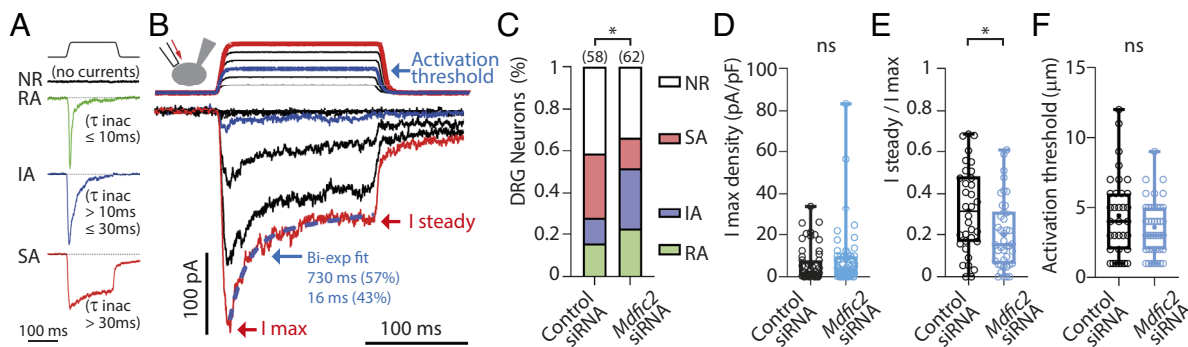 A
NR
(no currents)
RA
(τ inac
≤ 10ms)
IA
(τ inac
> 10ms
≤ 30ms)
SA
(τ inac
> 30ms)
100 ms
B
Activation
threshold
I steady
Bi-exp fit
730 ms (57%)
16 ms (43%)
100 pA
I max
100 ms
C
*
(58) (62)
DRG Neurons (%)
1
0.8
0.6
0.4
0.2
0
NR
SA
IA
RA
Control
siRNA
Mdfic2
siRNA
D
ns
I max density (pA/pF)
100
80
60
40
20
0
Control
siRNA
Mdfic2
siRNA
E
*
I steady / I max
1
0.8
0.6
0.4
0.2
0
Control
siRNA
Mdfic2
siRNA
F
ns
Activation threshold (μm)
15
10
5
0
Control
siRNA
Mdfic2
siRNA